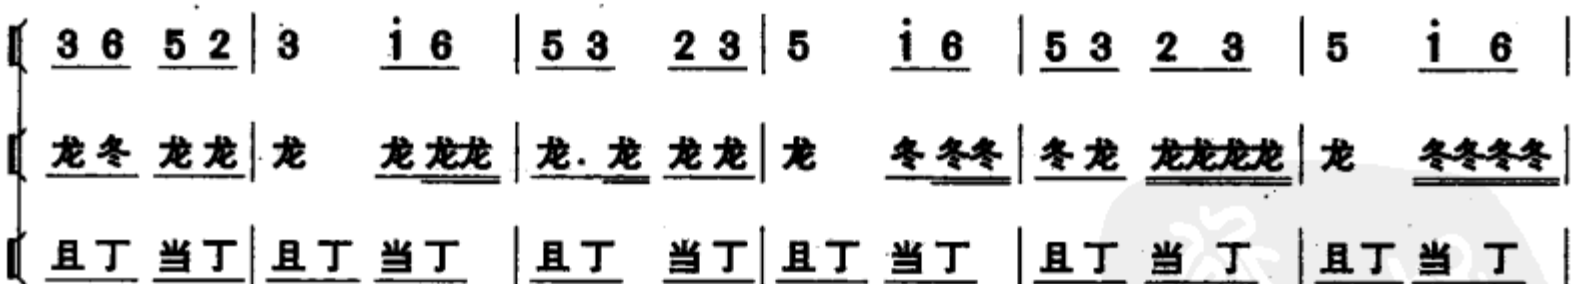 3 6 5 2 | 3 i̇ 6 | 5 3 2 3 | 5 i̇ 6 | 5 3 2 3 | 5 i̇ 6 |
龙冬 龙龙 | 龙 龙龙龙 | 龙. 龙 龙龙 | 龙 冬冬冬 | 冬龙 龙龙龙龙 | 龙 冬冬冬冬 |
且丁 当丁 | 且丁 当丁 | 且丁 当丁 | 且丁 当丁 | 且丁 当丁 | 且丁 当丁 |